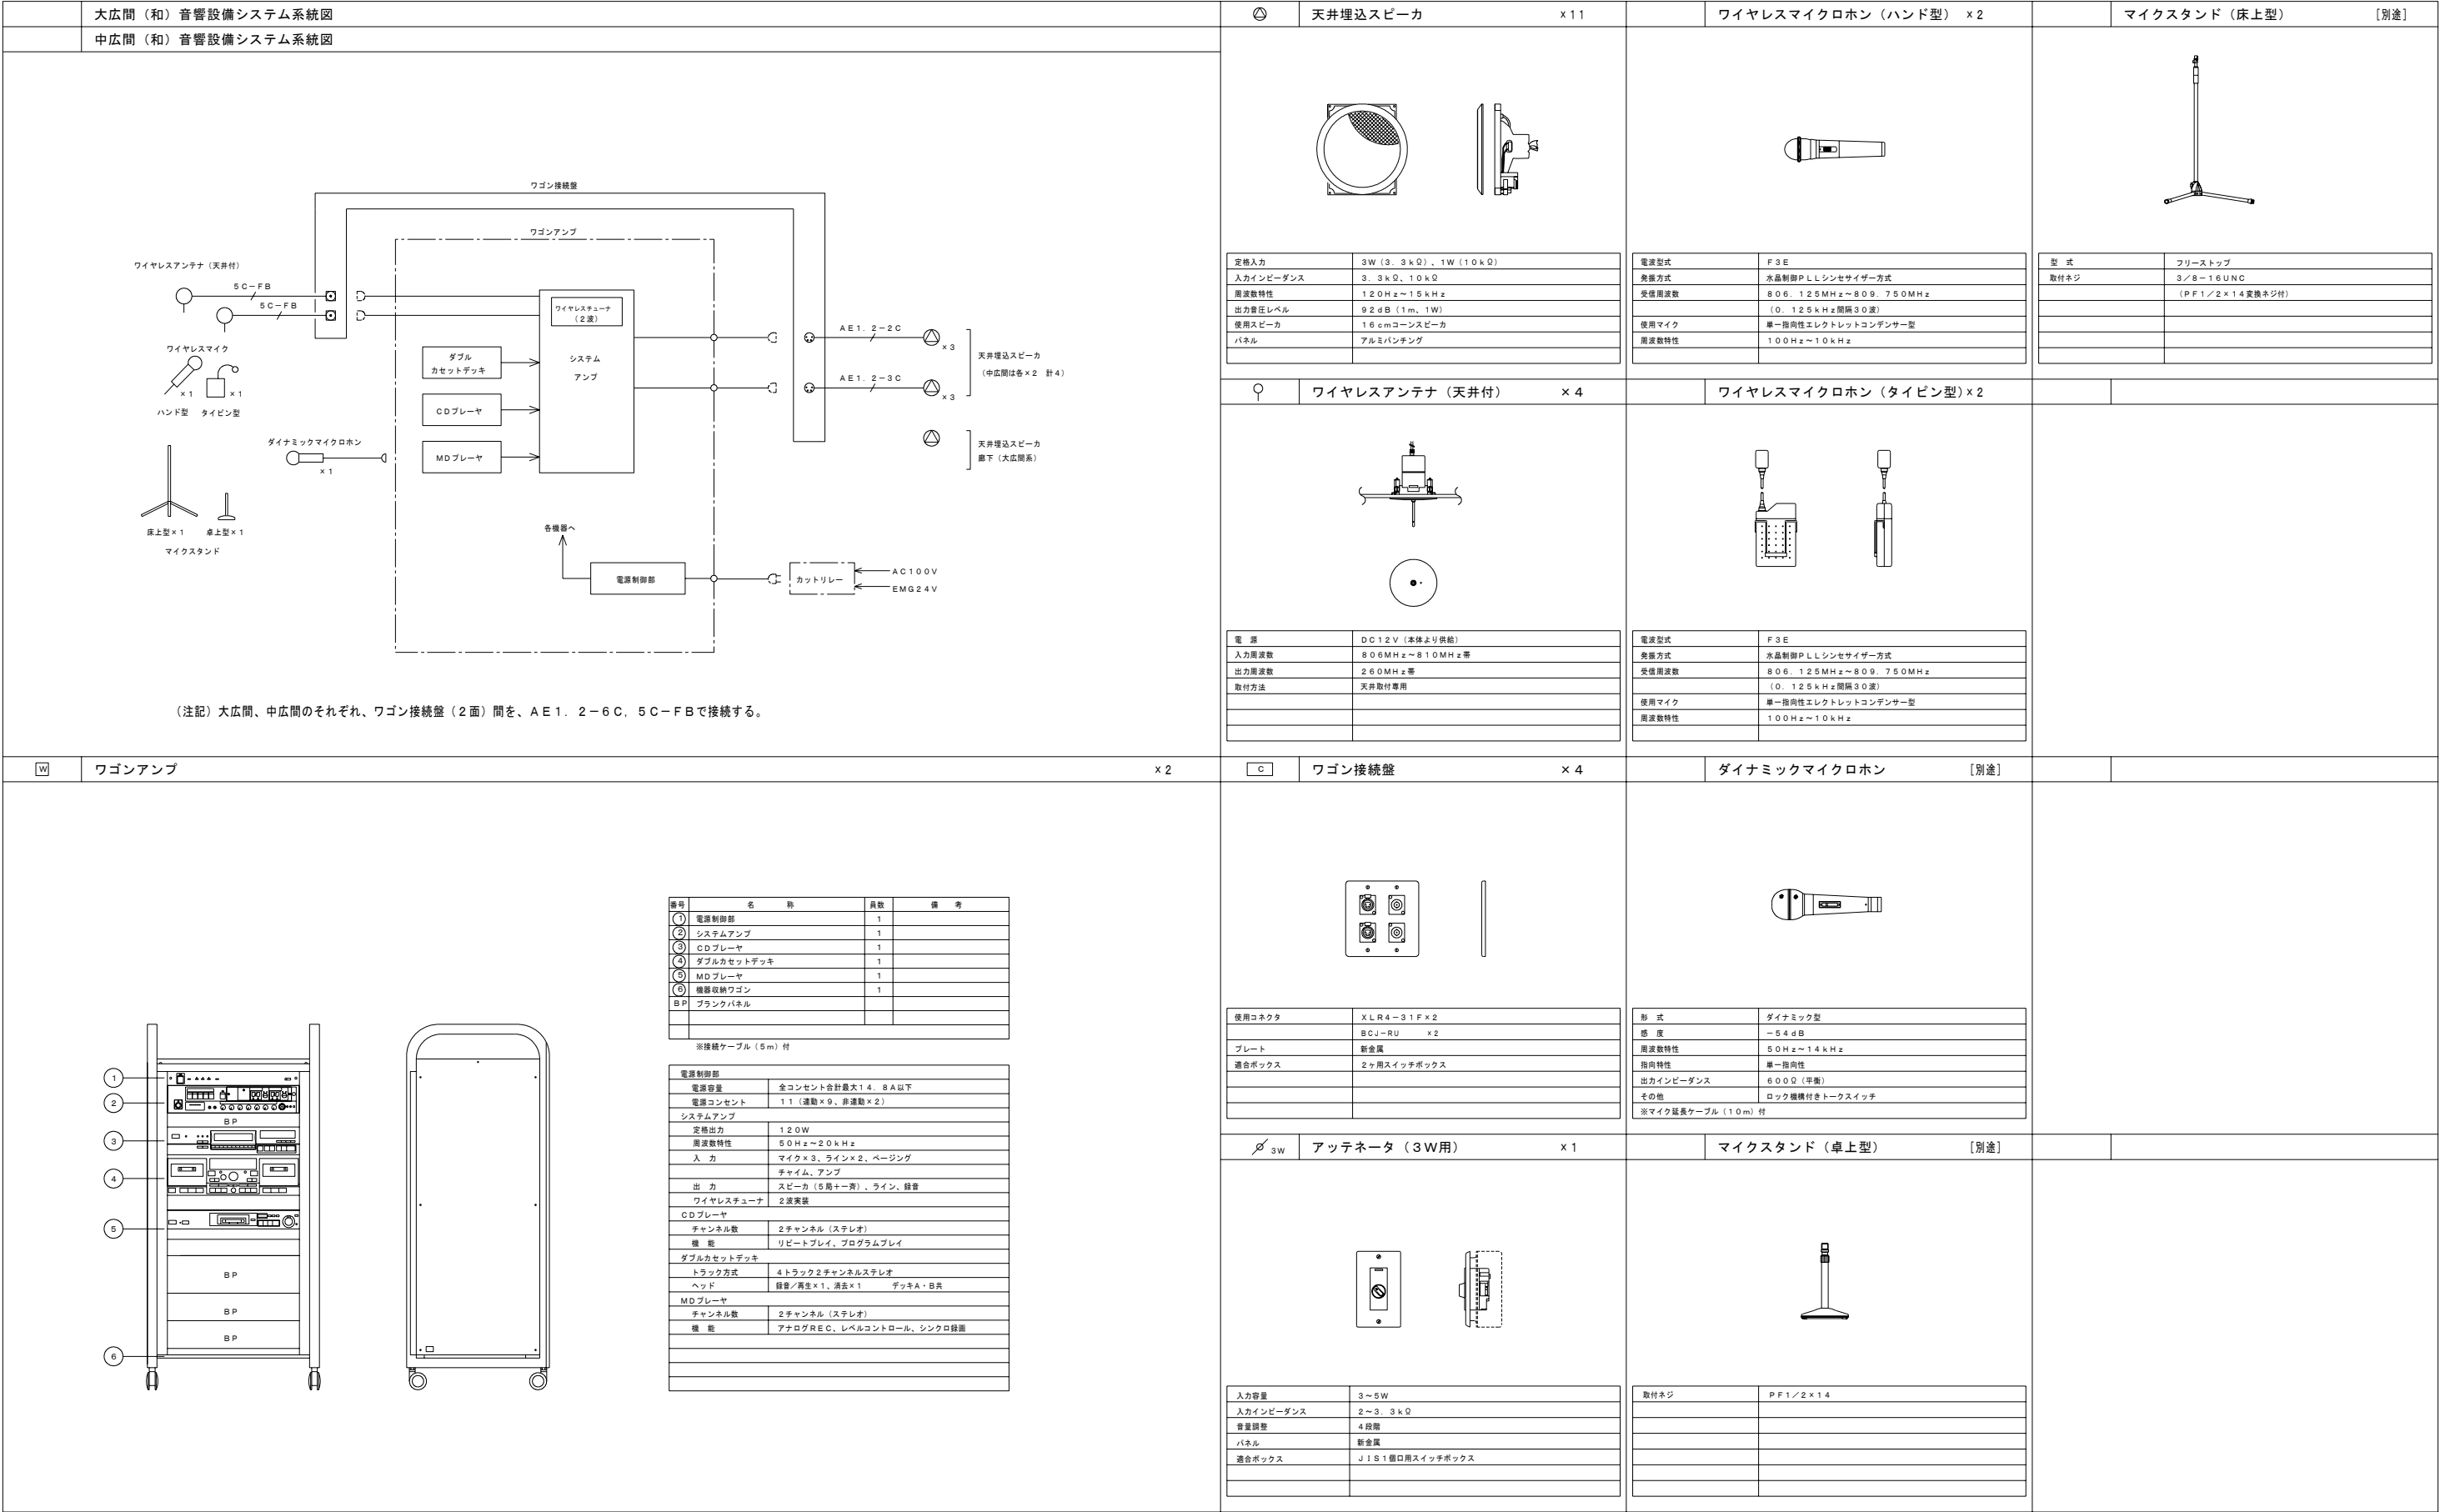 大広間（和）音響設備システム系統図
中広間（和）音響設備システム系統図
ワゴン接続盤
ワゴンアンプ
ワイヤレスアンテナ（天井付）
５Ｃ－ＦＢ
５Ｃ－ＦＢ
ワイヤレスチューナ
（２波）
ワイヤレスマイク
×１
×１
ハンド型 タイピン型
ダブル
カセットデッキ
ＣＤプレーヤ
ＭＤプレーヤ
システム
アンプ
ＡＥ１．２－２Ｃ
×３
ＡＥ１．２－３Ｃ
×３
天井埋込スピーカ
（中広間は各×２ 計４）
天井埋込スピーカ
廊下（大広間系）
ダイナミックマイクロホン
×１
床上型×１ 卓上型×１
マイクスタンド
各機器へ
電源制御部
カットリレー
ＡＣ１００Ｖ
ＥＭＧ２４Ｖ
（注記）大広間、中広間のそれぞれ、ワゴン接続盤（２面）間を、ＡＥ１．２－６Ｃ，５Ｃ－ＦＢで接続する。
天井埋込スピーカ ×１１
定格入力 ３Ｗ（３．３ｋΩ）、１Ｗ（１０ｋΩ）
入力インピーダンス ３．３ｋΩ、１０ｋΩ
周波数特性 １２０Ｈｚ～１５ｋＨｚ
出力音圧レベル ９２ｄＢ（１ｍ、１Ｗ）
使用スピーカ １６ｃｍコーンスピーカ
パネル アルミパンチング
ワイヤレスマイクロホン（ハンド型） ×２
電波型式 Ｆ３Ｅ
発振方式 水晶制御ＰＬＬシンセサイザー方式
受信周波数 ８０６．１２５ＭＨｚ～８０９．７５０ＭＨｚ
（０．１２５ｋＨｚ間隔３０波）
使用マイク 単一指向性エレクトレットコンデンサー型
周波数特性 １００Ｈｚ～１０ｋＨｚ
マイクスタンド（床上型） ［別途］
型 式 フリーストップ
取付ネジ ３／８－１６ＵＮＣ
（ＰＦ１／２×１４変換ネジ付）
ワイヤレスアンテナ（天井付） ×４
電 源 ＤＣ１２Ｖ（本体より供給）
入力周波数 ８０６ＭＨｚ～８１０ＭＨｚ帯
出力周波数 ２６０ＭＨｚ帯
取付方法 天井取付専用
ワイヤレスマイクロホン（タイピン型）×２
電波型式 Ｆ３Ｅ
発振方式 水晶制御ＰＬＬシンセサイザー方式
受信周波数 ８０６．１２５ＭＨｚ～８０９．７５０ＭＨｚ
（０．１２５ｋＨｚ間隔３０波）
使用マイク 単一指向性エレクトレットコンデンサー型
周波数特性 １００Ｈｚ～１０ｋＨｚ
Ｗ ワゴンアンプ ×２
①
②
ＢＰ
③
④
⑤
ＢＰ
ＢＰ
ＢＰ
⑥
番号 名 称 員数 備 考
① 電源制御部 １
② システムアンプ １
③ ＣＤプレーヤ １
④ ダブルカセットデッキ １
⑤ ＭＤプレーヤ １
⑥ 機器収納ワゴン １
ＢＰ ブランクパネル
※接続ケーブル（５ｍ）付
電源制御部
電源容量 全コンセント合計最大１４．８Ａ以下
電源コンセント １１（連動×９、非連動×２）
システムアンプ
定格出力 １２０Ｗ
周波数特性 ５０Ｈｚ～２０ｋＨｚ
入 力 マイク×３、ライン×２、ページング
チャイム、アンプ
出 力 スピーカ（５局＋一斉）、ライン、録音
ワイヤレスチューナ ２波実装
ＣＤプレーヤ
チャンネル数 ２チャンネル（ステレオ）
機 能 リピートプレイ、プログラムプレイ
ダブルカセットデッキ
トラック方式 ４トラック２チャンネルステレオ
ヘッド 録音／再生×１、消去×１ デッキＡ・Ｂ共
ＭＤプレーヤ
チャンネル数 ２チャンネル（ステレオ）
機 能 アナログＲＥＣ、レベルコントロール、シンクロ録画
Ｃ ワゴン接続盤 ×４
使用コネクタ ＸＬＲ４－３１Ｆ×２
ＢＣＪ－ＲＵ ×２
プレート 新金属
適合ボックス ２ヶ用スイッチボックス
ダイナミックマイクロホン ［別途］
形 式 ダイナミック型
感 度 －５４ｄＢ
周波数特性 ５０Ｈｚ～１４ｋＨｚ
指向特性 単一指向性
出力インピーダンス ６００Ω（平衡）
その他 ロック機構付きトークスイッチ
※マイク延長ケーブル（１０ｍ）付
３Ｗ アッテネータ（３Ｗ用） ×１
入力容量 ３～５Ｗ
入力インピーダンス ２～３．３ｋΩ
音量調整 ４段階
パネル 新金属
適合ボックス ＪＩＳ１個口用スイッチボックス
マイクスタンド（卓上型） ［別途］
取付ネジ ＰＦ１／２×１４